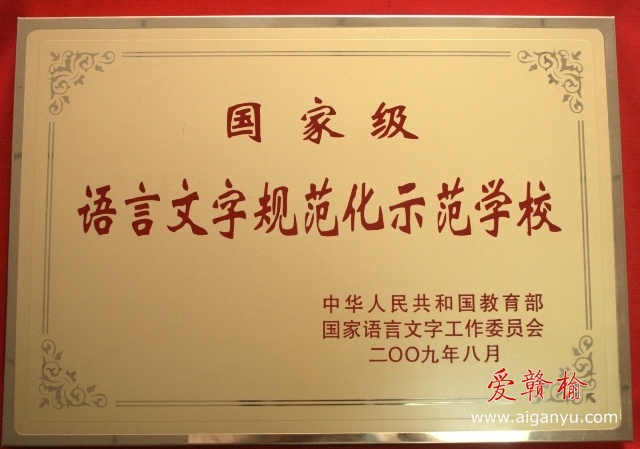 国家级
语言文字规范化示范学校
中华人民共和国教育部
国家语言文字工作委员会
二〇〇九年八月
爱赣榆
www.aiganyu.com